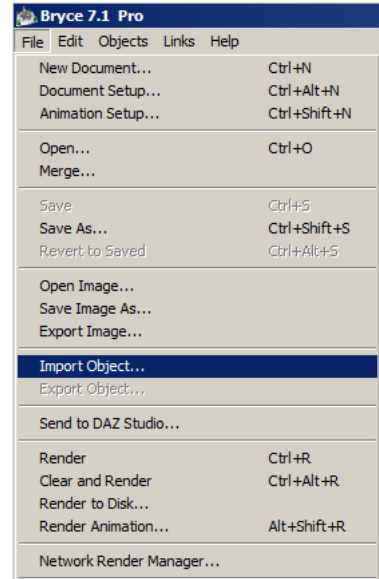 Bryce 7.1 Pro
File Edit Objects Links Help
New Document... Ctrl+N
Document Setup... Ctrl+Alt+N
Animation Setup... Ctrl+Shift+N
Open... Ctrl+O
Merge...
Save Ctrl+S
Save As... Ctrl+Shift+S
Revert to Saved Ctrl+Alt+S
Open Image...
Save Image As...
Export Image...
Import Object...
Export Object...
Send to DAZ Studio...
Render Ctrl+R
Clear and Render Ctrl+Alt+R
Render to Disk...
Render Animation... Alt+Shift+R
Network Render Manager...